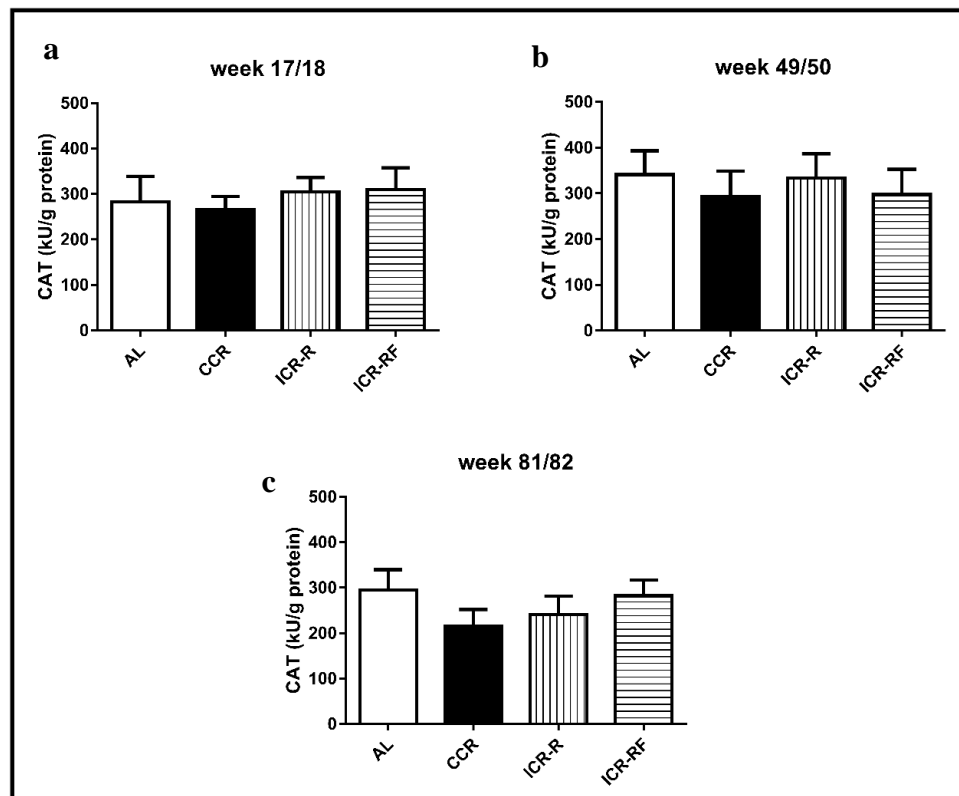 a
week 17/18
CAT (kU/g protein)
500
400
300
200
100
0
AL
CCR
ICR-R
ICR-RF
b
week 49/50
CAT (kU/g protein)
500
400
300
200
100
0
AL
CCR
ICR-R
ICR-RF
c
week 81/82
CAT (kU/g protein)
500
400
300
200
100
0
AL
CCR
ICR-R
ICR-RF